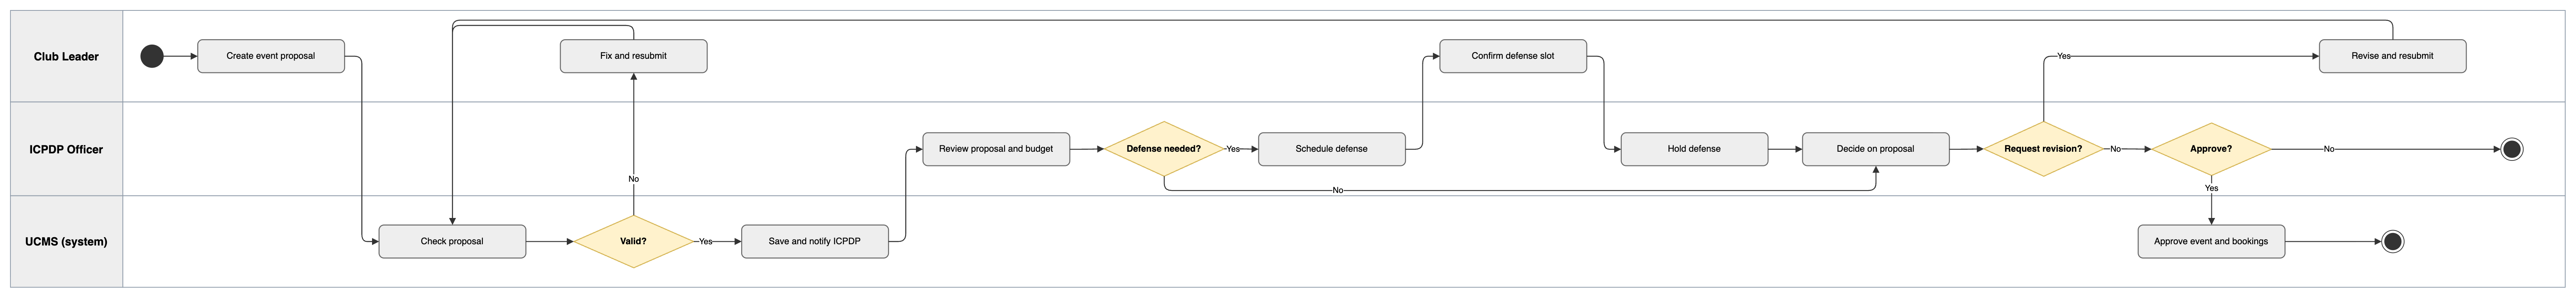 Club Leader
Create event proposal
Fix and resubmit
Confirm defense slot
Yes
Revise and resubmit
ICPDP Officer
Review proposal and budget
Defense needed?
Yes
Schedule defense
Hold defense
Decide on proposal
Request revision?
No
Approve?
No
No
No
Yes
UCMS (system)
Check proposal
Valid?
Yes
Save and notify ICPDP
Approve event and bookings